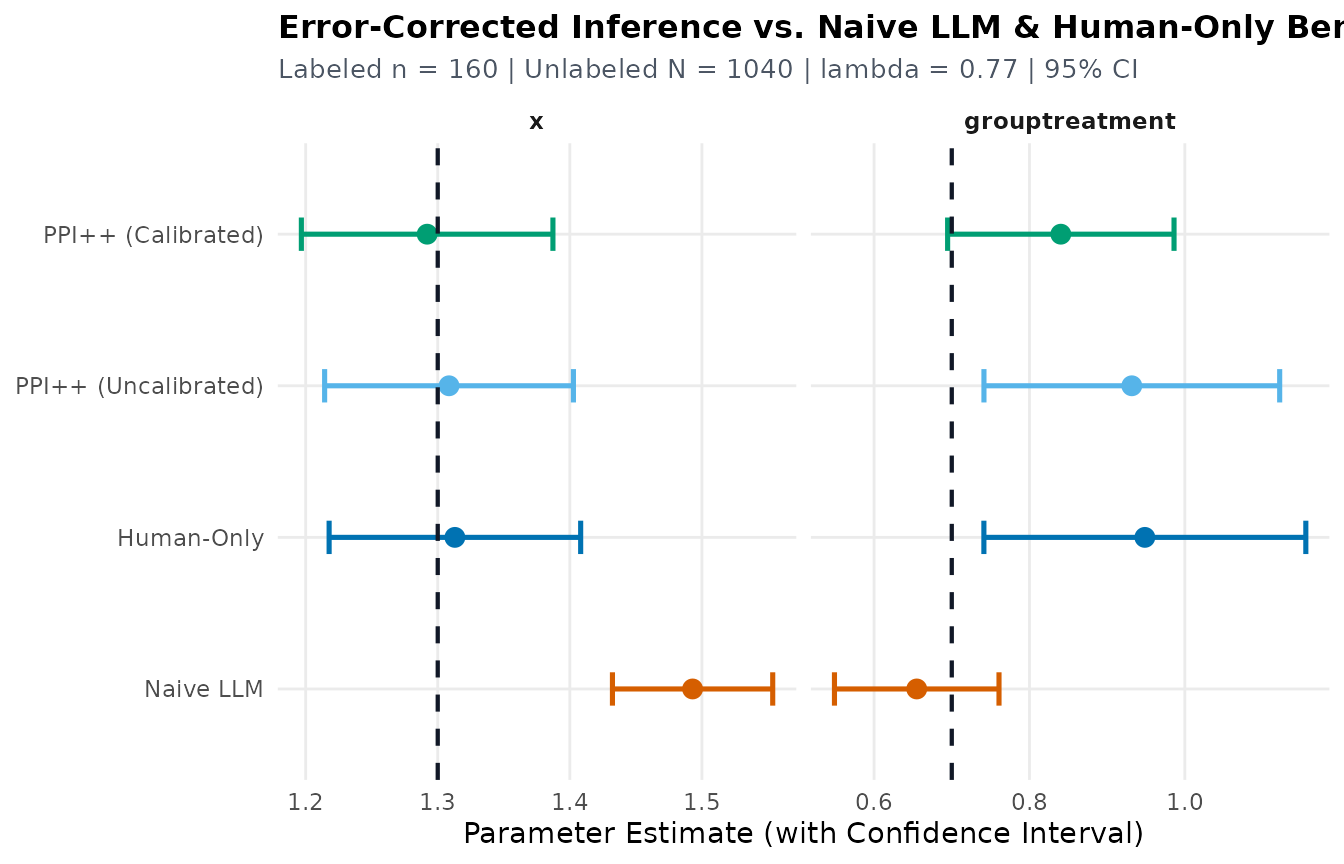 Error-Corrected Inference vs. Naive LLM & Human-Only
Labeled n = 160 | Unlabeled N = 1040 | lambda = 0.77 | 95% CI
x
grouptreatment
PPI++ (Calibrated)
PPI++ (Uncalibrated)
Human-Only
Naive LLM
1.2 1.3 1.4 1.5 0.6 0.8 1.0
Parameter Estimate (with Confidence Interval)